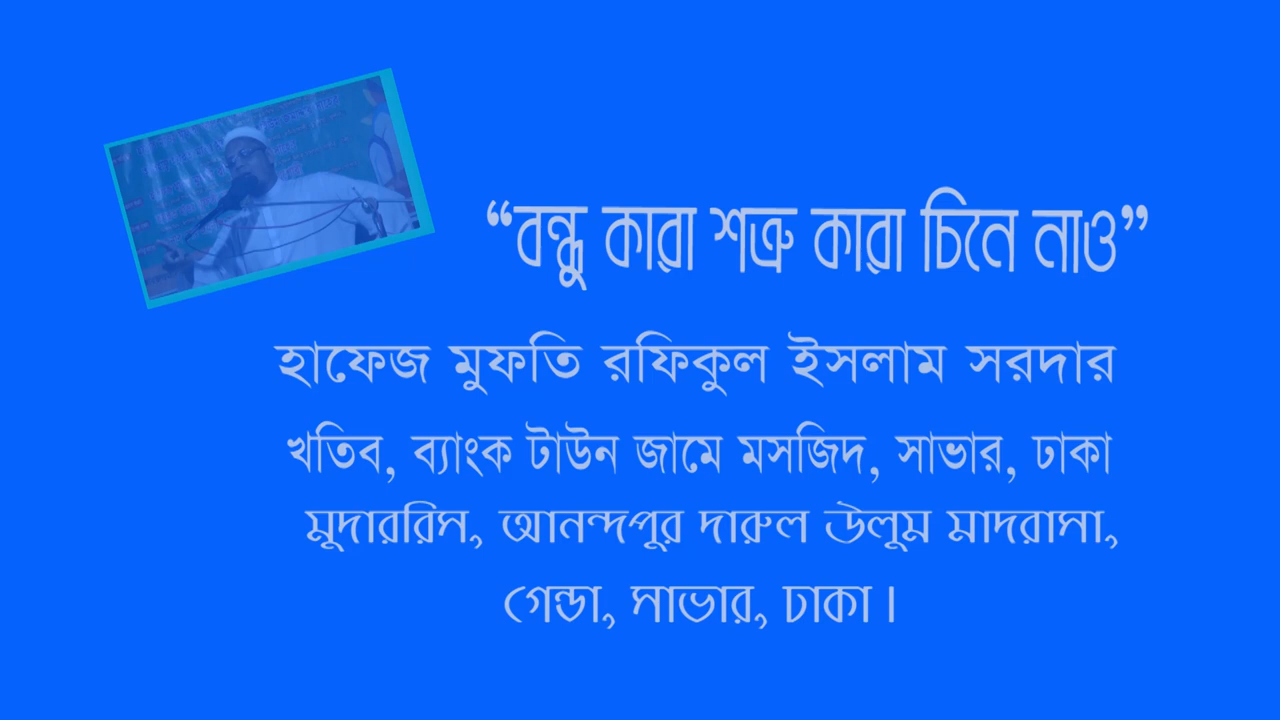 “বন্ধু কারা শত্রু কারা চিনে নাও”
হাফেজ মুফতি রফিকুল ইসলাম সরদার
খতিব, ব্যাংক টাউন জামে মসজিদ, সাভার, ঢাকা
মুদাররিস, আনন্দপুর দারুল উলুম মাদরাসা,
গেন্ডা, সাভার, ঢাকা।